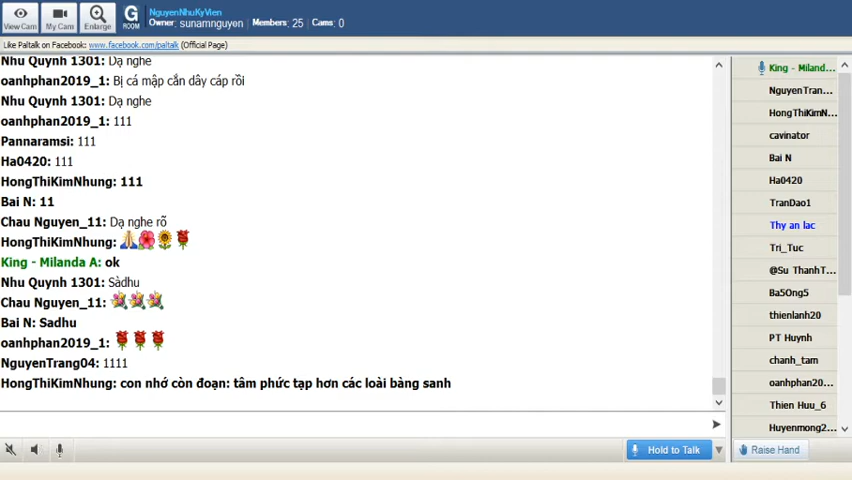 NguyenNhuKyVien
Owner: sunamnguyen Members: 25 Cams: 0
View Cam My Cam Enlarge G ROOM
Like Paltalk on Facebook: www.facebook.com/paltalk (Official Page)
Nhu Quynh 1301: Dạ nghe
oanhphan2019_1: Bị cá mập cắn dây cáp rồi
Nhu Quynh 1301: Dạ nghe
oanhphan2019_1: 111
Pannaramsi: 111
Ha0420: 111
HongThiKimNhung: 111
Bai N: 11
Chau Nguyen_11: Dạ nghe rõ
HongThiKimNhung:
King - Milanda A: ok
Nhu Quynh 1301: Sàdhu
Chau Nguyen_11:
Bai N: Sadhu
oanhphan2019_1:
NguyenTrang04: 1111
HongThiKimNhung: con nhớ còn đoạn: tâm phức tạp hơn các loài bàng sanh
King - Miland...
NguyenTran...
HongThiKimN...
cavinator
Bai N
Ha0420
TranDao1
Thy an lac
Tri_Tuc
@Su ThanhT...
Ba5Ong5
thienlanh20
PT Huynh
chanh_tam
oanhphan20...
Thien Huu_6
Huyenmong2...
Hold to Talk
Raise Hand